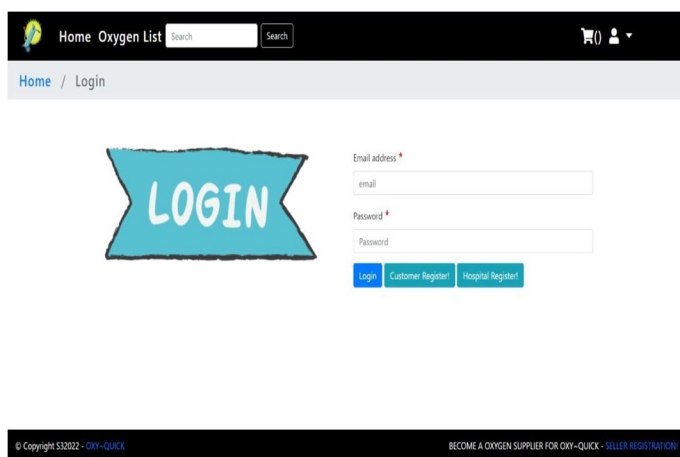 Home Oxygen List Search Search ()
Home / Login
LOGIN
Email address *
email
Password *
Password
Login Customer Register! Hospital Register!
© Copyright S32022 - OXY~QUICK BECOME A OXYGEN SUPPLIER FOR OXY~QUICK - SELLER REGISTRATION!